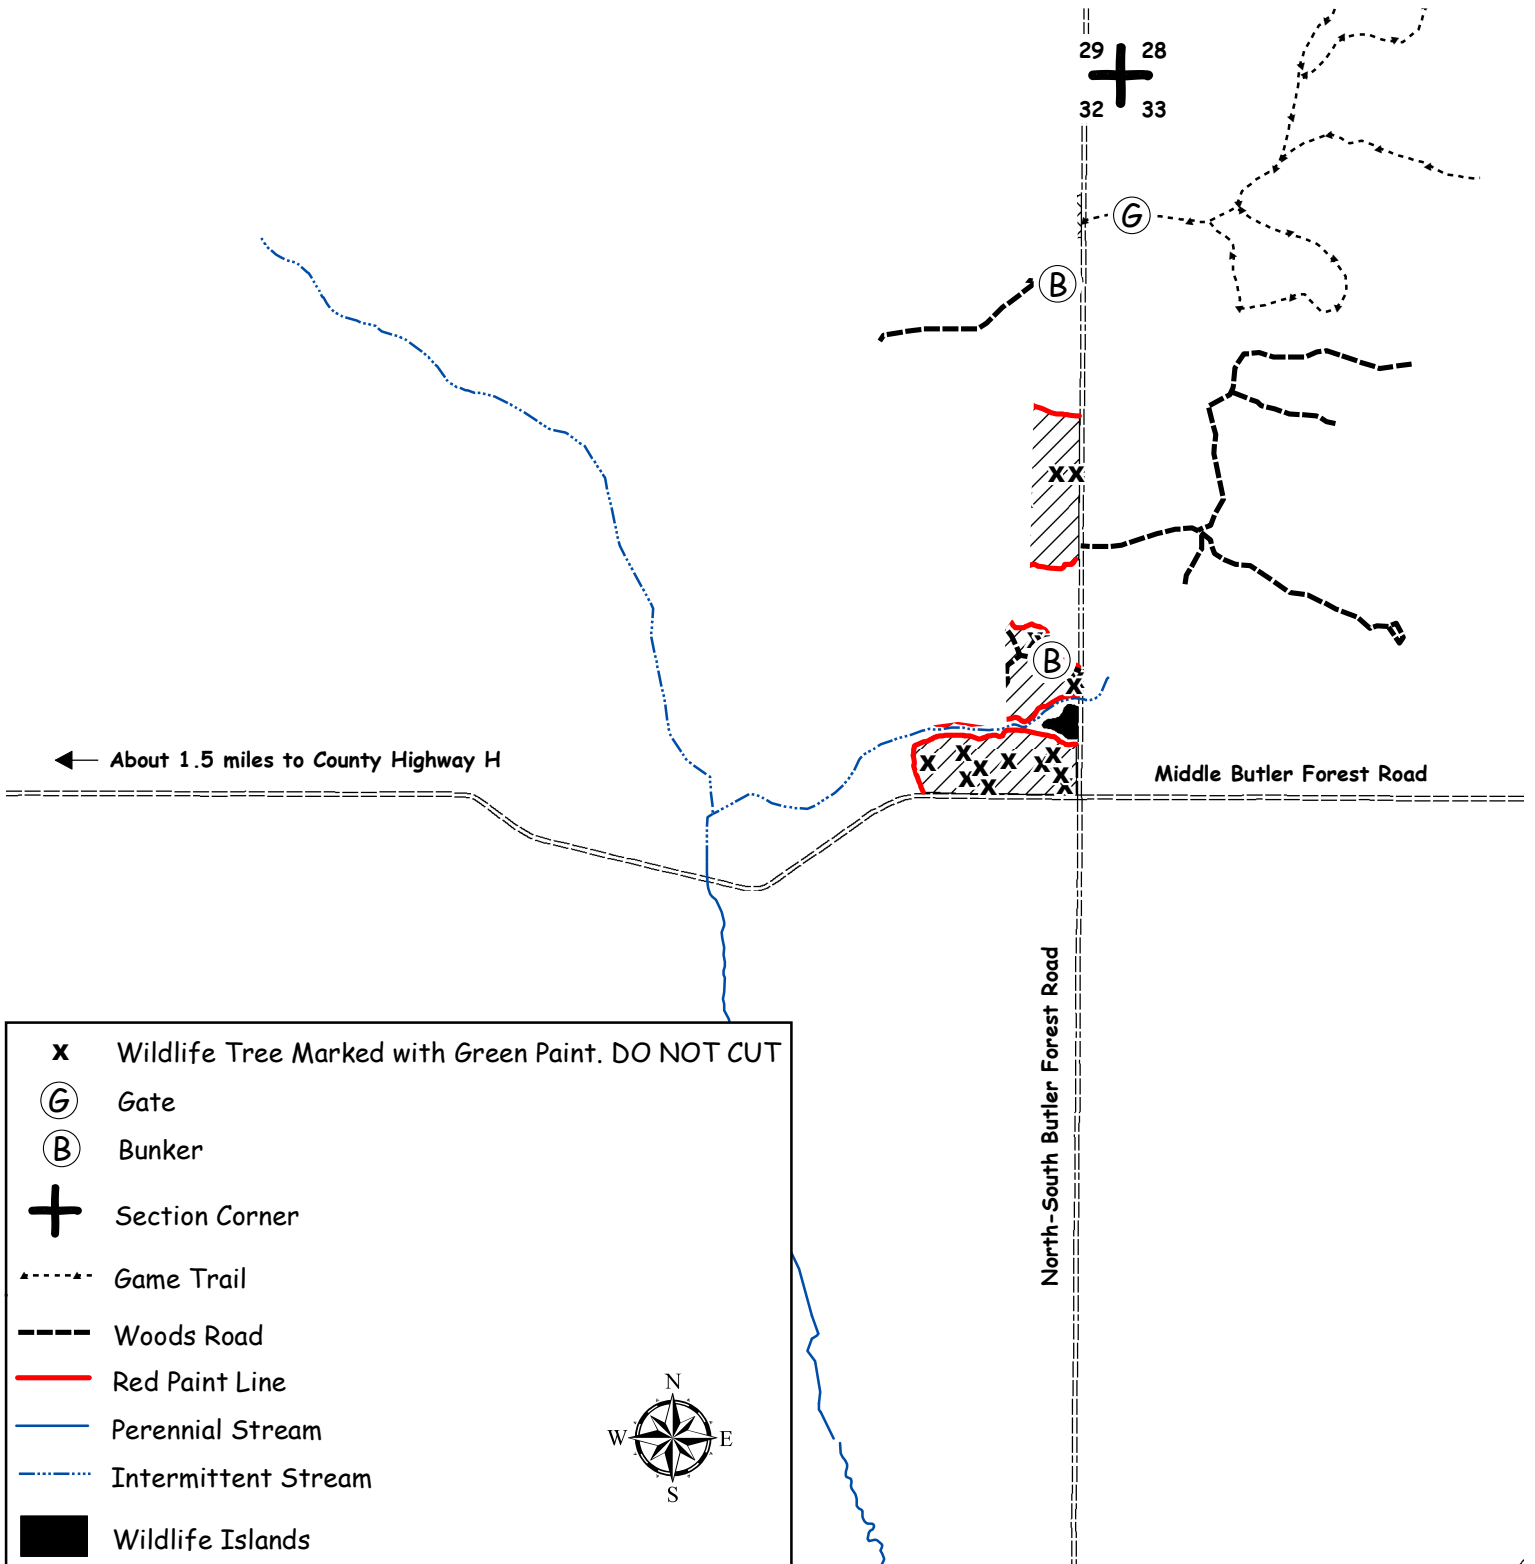 29 28
32 33
G
B
x x
B
x
About 1.5 miles to County Highway H
x x x x x x x x x x
Middle Butler Forest Road
North-South Butler Forest Road
x Wildlife Tree Marked with Green Paint. DO NOT CUT
G Gate
B Bunker
Section Corner
Game Trail
Woods Road
Red Paint Line
Perennial Stream
Intermittent Stream
Wildlife Islands
N
W E
S